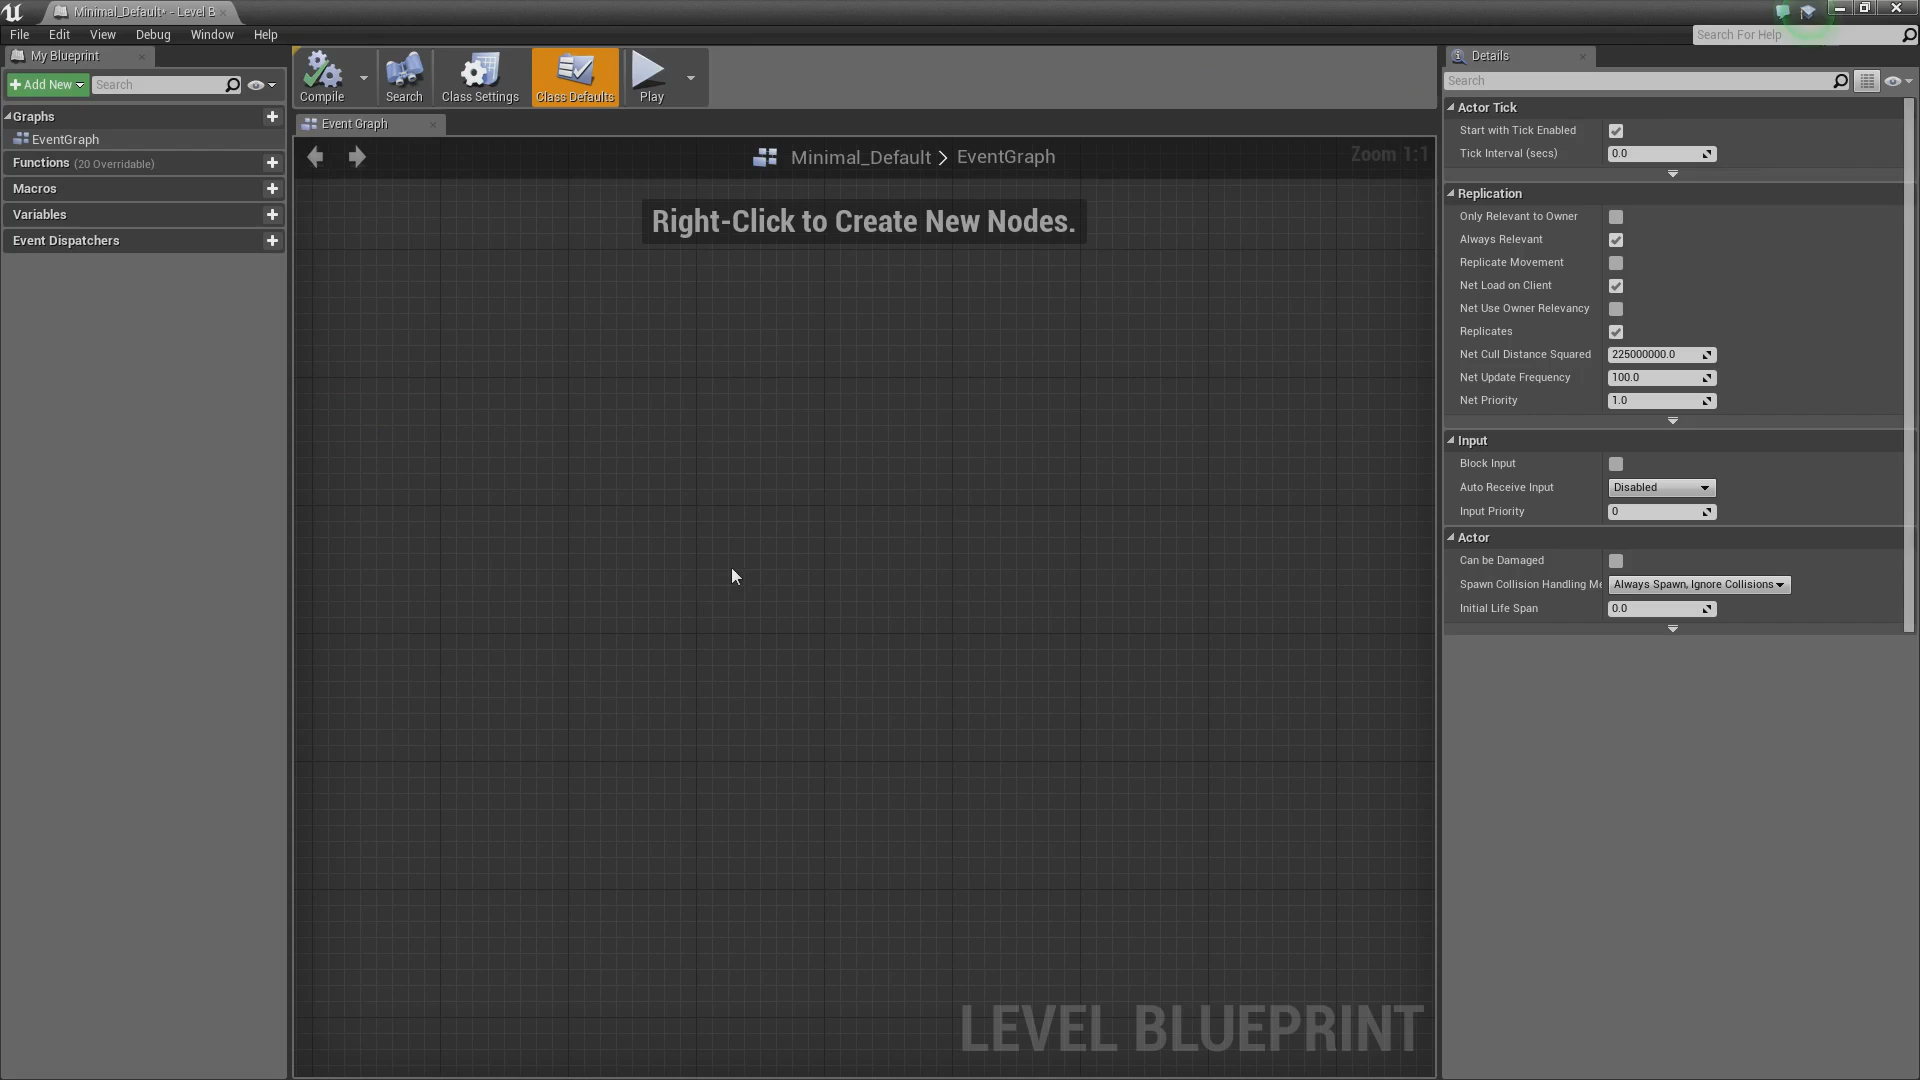 Minimal_Default* - Level B
File Edit View Debug Window Help
Search For Help
My Blueprint
Add New
Search
Graphs
EventGraph
Functions (20 Overridable)
Macros
Variables
Event Dispatchers
Compile
Search
Class Settings
Class Defaults
Play
Event Graph
Minimal_Default > EventGraph
Zoom 1:1
Right-Click to Create New Nodes.
LEVEL BLUEPRINT
Details
Search
Actor Tick
Start with Tick Enabled
Tick Interval (secs) 0.0
Replication
Only Relevant to Owner
Always Relevant
Replicate Movement
Net Load on Client
Net Use Owner Relevancy
Replicates
Net Cull Distance Squared 225000000.0
Net Update Frequency 100.0
Net Priority 1.0
Input
Block Input
Auto Receive Input Disabled
Input Priority 0
Actor
Can be Damaged
Spawn Collision Handling Me Always Spawn, Ignore Collisions
Initial Life Span 0.0